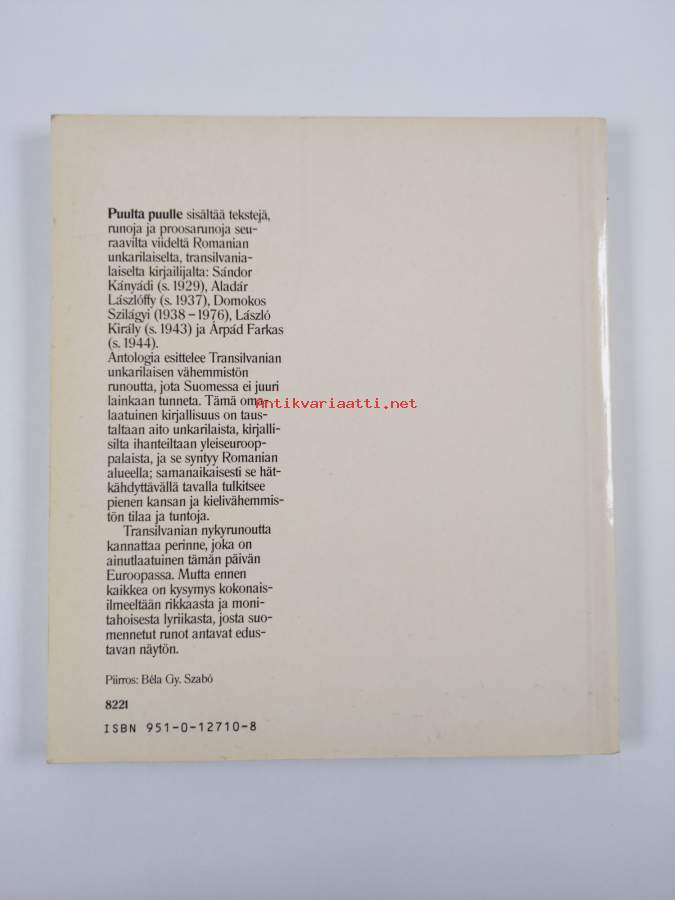 Puulta puulle sisältää tekstejä,
runoja ja proosarunoja seu-
raavilta viideltä Romanian
unkarilaiselta, transilvania-
laiselta kirjailijalta: Sándor
Kányádi (s. 1929), Aladár
Lászlóffy (s. 1937), Domokos
Szilágyi (1938–1976), László
Király (s. 1943) ja Árpád Farkas
(s. 1944).
Antologia esittelee Transilvanian
unkarilaisen vähemmistön
runoutta, jota Suomessa ei juuri
lainkaan tunneta. Tämä oma-
Antikvariaatti.net
laatuinen kirjallisuus on taus-
taltaan aito unkarilaista, kirjalli-
silta ihanteiltaan yleiseuroop-
palaista, ja se syntyy Romanian
alueella; samanaikaisesti se hät-
kähdyttävällä tavalla tulkitsee
pienen kansan ja kielivähemmis-
tön tilaa ja tuntoja.
Transilvanian nykyrunoutta
kannattaa perinne, joka on
ainutlaatuinen tämän päivän
Euroopassa. Mutta ennen
kaikkea on kysymys kokonais-
ilmeeltään rikkaasta ja moni-
tahoisesta lyriikasta, josta suo-
mennetut runot antavat edus-
tavan näytön.
Piirros: Béla Gy. Szabó
8221
ISBN 951-0-12710-8